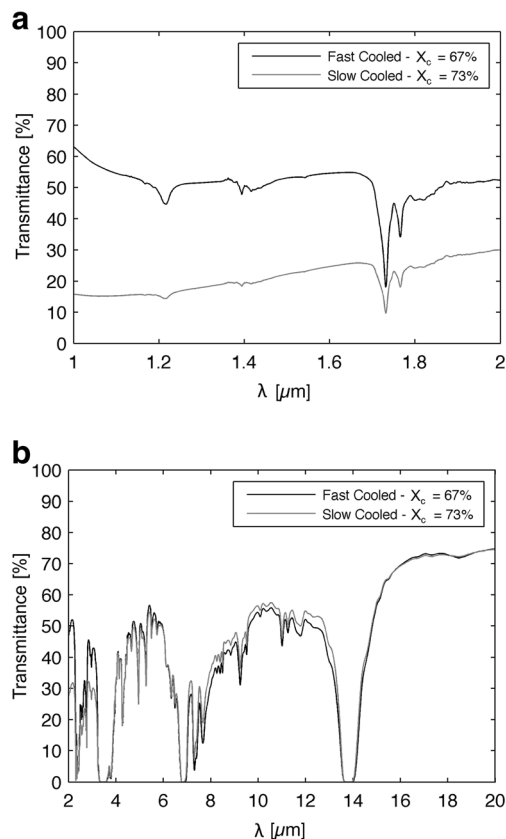 a
100
90
80
70
60
50
40
30
20
10
0
Transmittance [%]
Fast Cooled - Xc = 67%
Slow Cooled - Xc = 73%
1 1.2 1.4 1.6 1.8 2
λ [μm]
b
100
90
80
70
60
50
40
30
20
10
0
Transmittance [%]
Fast Cooled - Xc = 67%
Slow Cooled - Xc = 73%
2 4 6 8 10 12 14 16 18 20
λ [μm]